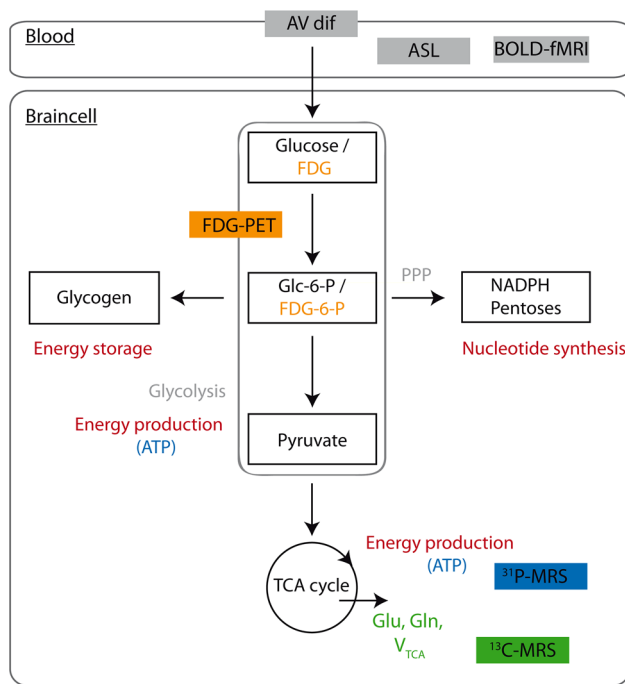 Blood
AV dif
ASL
BOLD-fMRI
Braincell
Glucose /
FDG
FDG-PET
Glycogen
Glc-6-P /
FDG-6-P
PPP
NADPH
Pentoses
Energy storage
Nucleotide synthesis
Glycolysis
Energy production
(ATP)
Pyruvate
TCA cycle
Energy production
(ATP)
³¹P-MRS
Glu, Gln,
V_TCA
¹³C-MRS